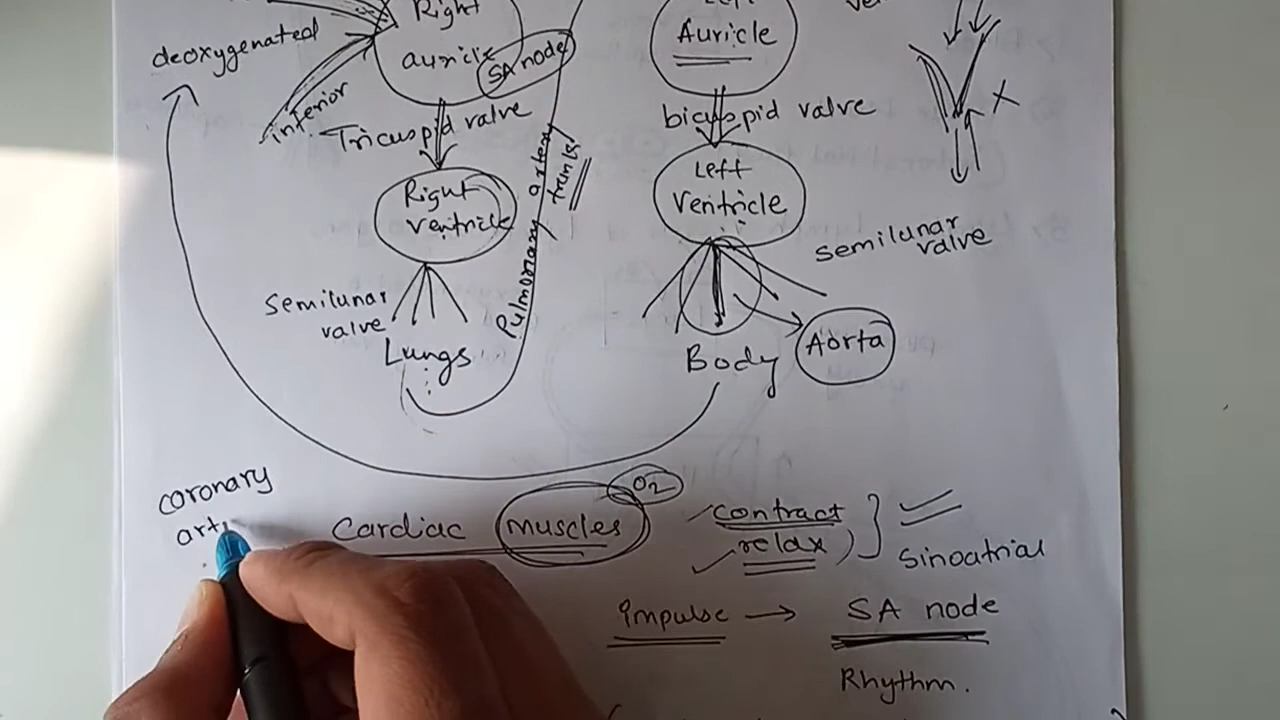 Right
auricle
SA node
deoxygenated
inferior
Tricuspid valve
Right
ventricle
Semilunar
valve
Lungs
Pulmonary artery
Auricle
bicuspid valve
Left
Ventricle
semilunar
valve
Body
Aorta
X
coronary
art
Cardiac muscles
O2
contract
relax
Sinoatrial
impulse → SA node
Rhythm.